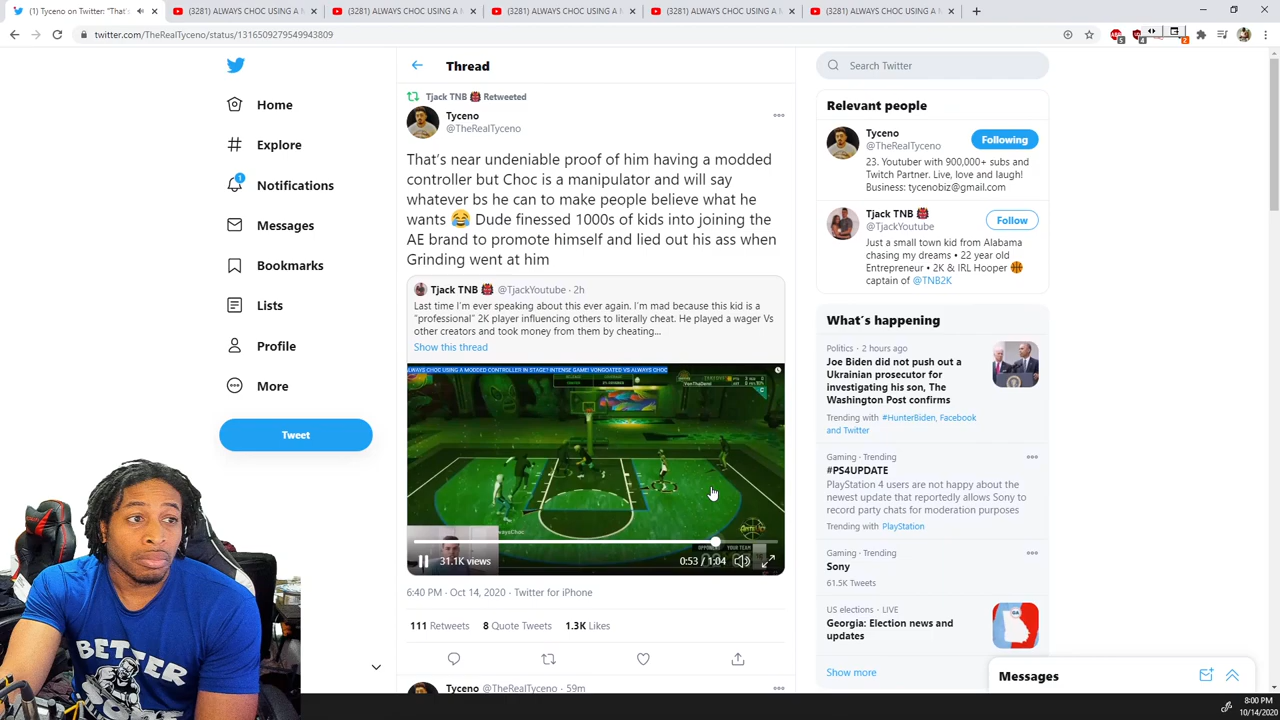 (1) Tyceno on Twitter: "That's
(3281) ALWAYS CHOC USING A M
(3281) ALWAYS CHOC USING A M
(3281) ALWAYS CHOC USING A M
(3281) ALWAYS CHOC USING A M
(3281) ALWAYS CHOC USING A M
twitter.com/TheRealTyceno/status/1316509279549943809
Home
Explore
1
Notifications
Messages
Bookmarks
Lists
Profile
More
Tweet
BETTER
Thread
Tjack TNB 👹 Retweeted
Tyceno
@TheRealTyceno
That's near undeniable proof of him having a modded
controller but Choc is a manipulator and will say
whatever bs he can to make people believe what he
wants 😂 Dude finessed 1000s of kids into joining the
AE brand to promote himself and lied out his ass when
Grinding went at him
Tjack TNB 👹 @TjackYoutube · 2h
Last time I'm ever speaking about this ever again. I'm mad because this kid is a
"professional" 2K player influencing others to literally cheat. He played a wager Vs
other creators and took money from them by cheating...
Show this thread
ALWAYS CHOC USING A MODDED CONTROLLER IN STAGE? INTENSE GAME! VONGOATED VS ALWAYS CHOC
31.1K views
0:53 / 1:04
YOUR TEAM
6:40 PM · Oct 14, 2020 · Twitter for iPhone
111 Retweets 8 Quote Tweets 1.3K Likes
Tyceno @TheRealTyceno · 59m
Search Twitter
Relevant people
Tyceno
@TheRealTyceno
Following
23. Youtuber with 900,000+ subs and
Twitch Partner. Live, love and laugh!
Business: tycenobiz@gmail.com
Tjack TNB 👹
@TjackYoutube
Follow
Just a small town kid from Alabama
chasing my dreams • 22 year old
Entrepreneur • 2K & IRL Hooper 🏀
captain of @TNB2K
What's happening
Politics · 2 hours ago
Joe Biden did not push out a
Ukrainian prosecutor for
investigating his son, The
Washington Post confirms
Trending with #HunterBiden, Facebook
and Twitter
Gaming · Trending
#PS4UPDATE
PlayStation 4 users are not happy about the
newest update that reportedly allows Sony to
record party chats for moderation purposes
Trending with PlayStation
Gaming · Trending
Sony
61.5K Tweets
US elections · LIVE
Georgia: Election news and
updates
Show more
Messages
8:00 PM
10/14/2020